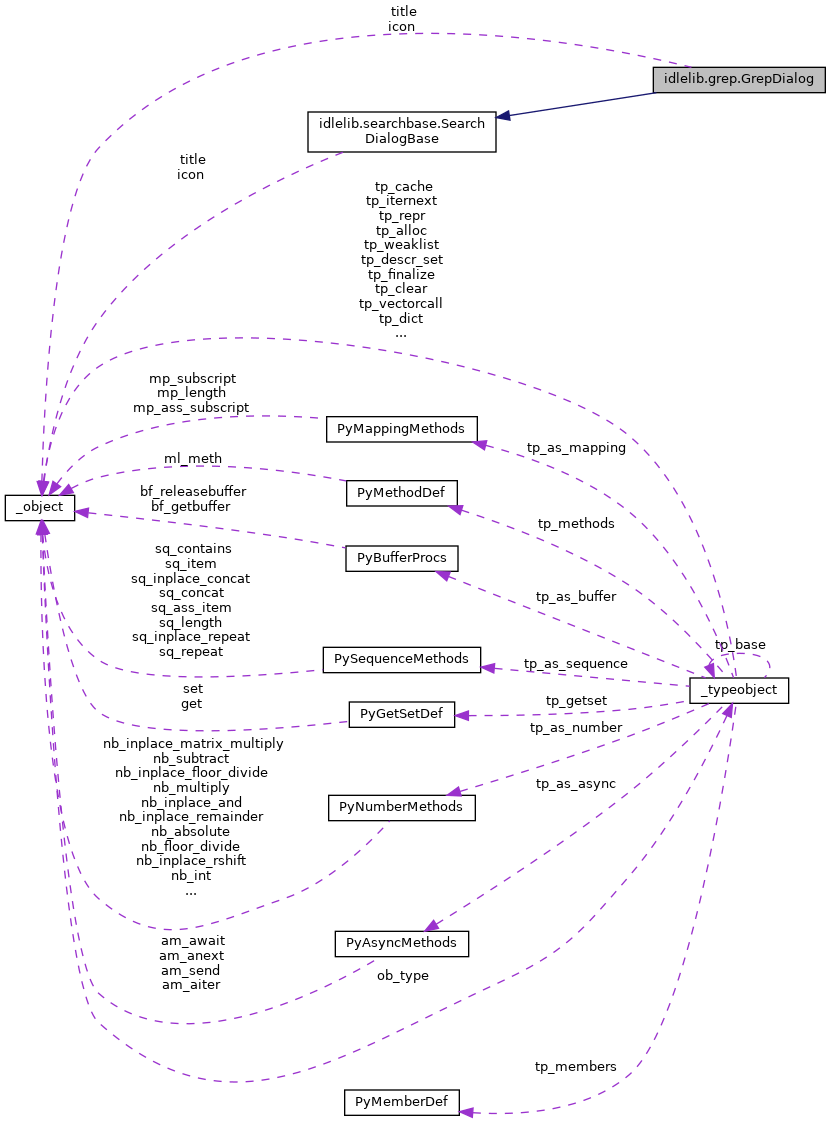 title
icon
idlelib.grep.GrepDialog
idlelib.searchbase.Search
DialogBase
title
icon
tp_cache
tp_iternext
tp_repr
tp_alloc
tp_weaklist
tp_descr_set
tp_finalize
tp_clear
tp_vectorcall
tp_dict
...
mp_subscript
mp_length
mp_ass_subscript
PyMappingMethods
tp_as_mapping
ml_meth
PyMethodDef
_object
bf_releasebuffer
bf_getbuffer
tp_methods
PyBufferProcs
sq_contains
sq_item
sq_inplace_concat
sq_concat
sq_ass_item
sq_length
sq_inplace_repeat
sq_repeat
tp_as_buffer
tp_base
PySequenceMethods
tp_as_sequence
_typeobject
set
get
PyGetSetDef
tp_getset
tp_as_number
nb_inplace_matrix_multiply
nb_subtract
nb_inplace_floor_divide
nb_multiply
nb_inplace_and
nb_inplace_remainder
nb_absolute
nb_floor_divide
nb_inplace_rshift
nb_int
...
PyNumberMethods
tp_as_async
am_await
am_anext
am_send
am_aiter
PyAsyncMethods
ob_type
tp_members
PyMemberDef